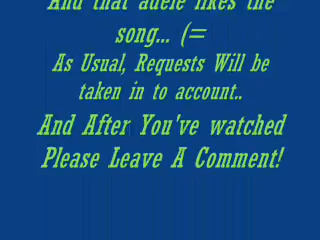 And that adele likes the
song... (=
As Usual, Requests Will be
taken in to account..
And After You've watched
Please Leave A Comment!